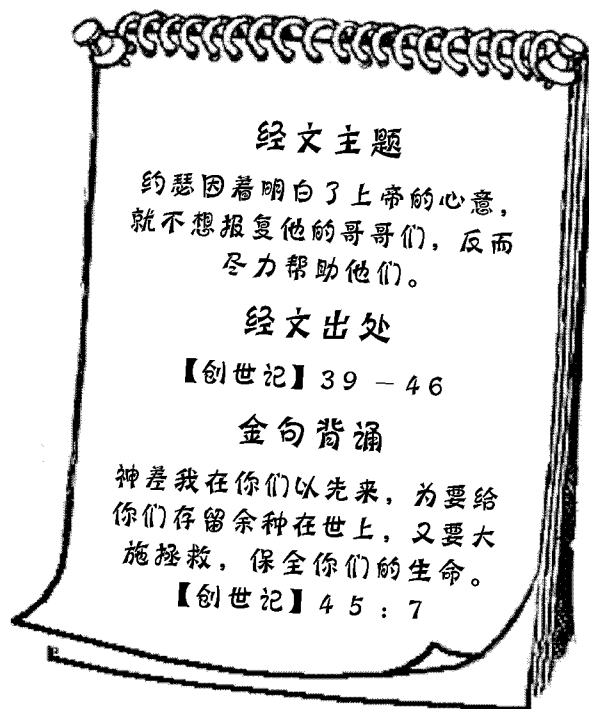 经文主题
约瑟因着明白了上帝的心意，
就不想报复他的哥哥们，反而
尽力帮助他们。
经文出处
【创世记】39－46
金句背诵
神差我在你们以先来，为要给
你们存留余种在世上，又要大
施拯救，保全你们的生命。
【创世记】45：7